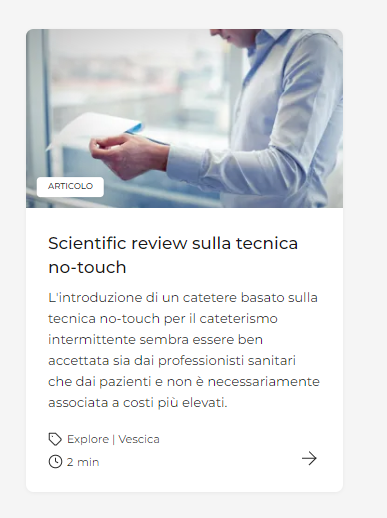 ARTICOLO
Scientific review sulla tecnica
no-touch
L'introduzione di un catetere basato sulla
tecnica no-touch per il cateterismo
intermittente sembra essere ben
accettata sia dai professionisti sanitari
che dai pazienti e non è necessariamente
associata a costi più elevati.
Explore | Vescica
2 min